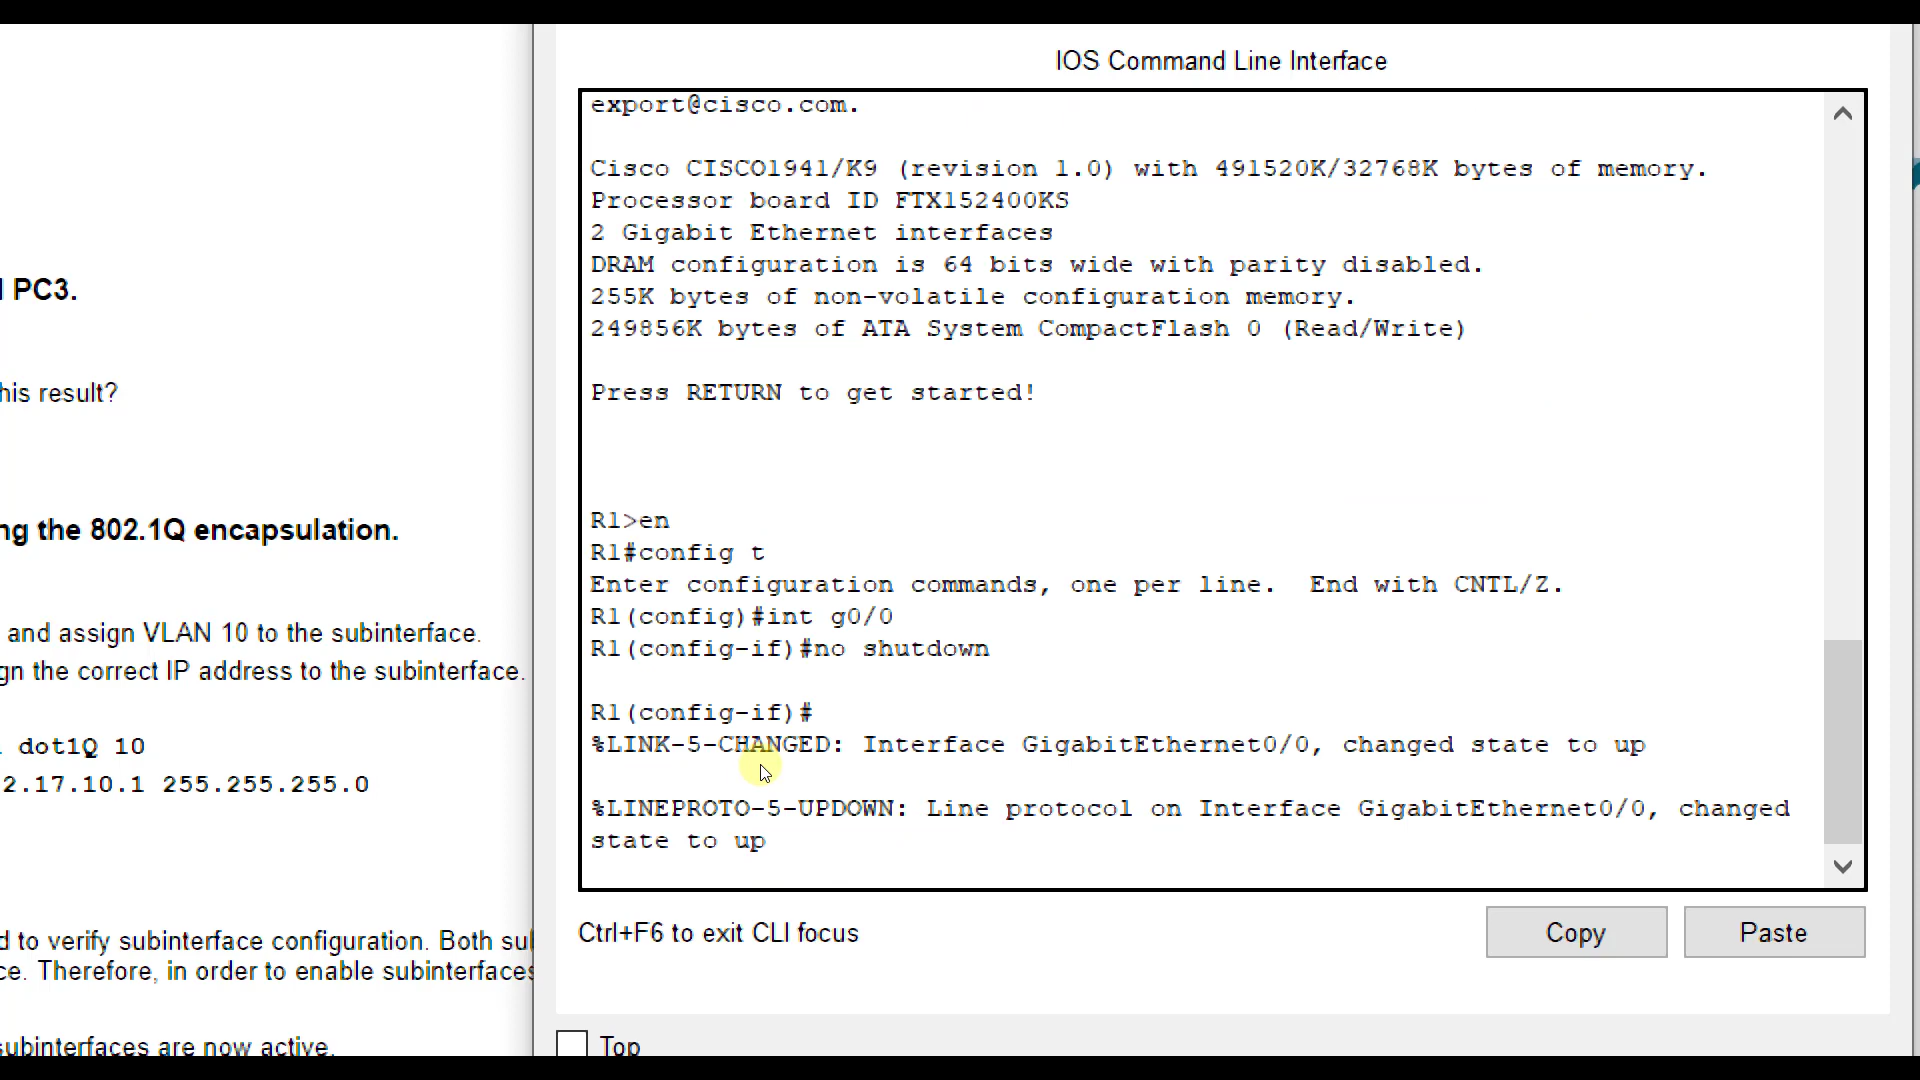 PC3.
his result?
ng the 802.1Q encapsulation.
and assign VLAN 10 to the subinterface.
gn the correct IP address to the subinterface.
dot1Q 10
2.17.10.1 255.255.255.0
d to verify subinterface configuration. Both su
ce. Therefore, in order to enable subinterfaces
subinterfaces are now active.
IOS Command Line Interface
export@cisco.com.
Cisco CISCO1941/K9 (revision 1.0) with 491520K/32768K bytes of memory.
Processor board ID FTX152400KS
2 Gigabit Ethernet interfaces
DRAM configuration is 64 bits wide with parity disabled.
255K bytes of non-volatile configuration memory.
249856K bytes of ATA System CompactFlash 0 (Read/Write)
Press RETURN to get started!
R1>en
R1#config t
Enter configuration commands, one per line.  End with CNTL/Z.
R1(config)#int g0/0
R1(config-if)#no shutdown
R1(config-if)#
%LINK-5-CHANGED: Interface GigabitEthernet0/0, changed state to up
%LINEPROTO-5-UPDOWN: Line protocol on Interface GigabitEthernet0/0, changed
state to up
Ctrl+F6 to exit CLI focus
Copy
Paste
Top